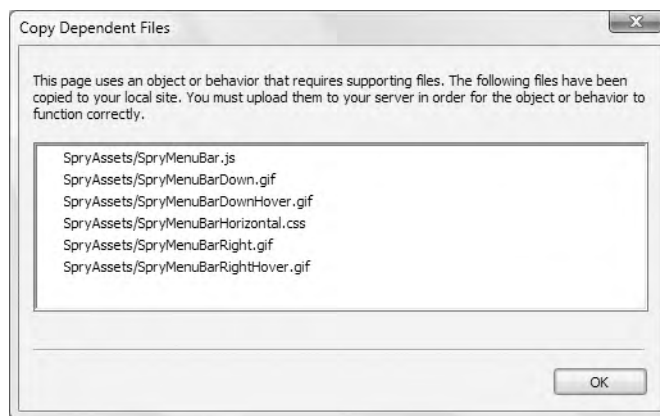 Copy Dependent Files
This page uses an object or behavior that requires supporting files. The following files have been
copied to your local site. You must upload them to your server in order for the object or behavior to
function correctly.
SpryAssets/SpryMenuBar.js
SpryAssets/SpryMenuBarDown.gif
SpryAssets/SpryMenuBarDownHover.gif
SpryAssets/SpryMenuBarHorizontal.css
SpryAssets/SpryMenuBarRight.gif
SpryAssets/SpryMenuBarRightHover.gif
OK